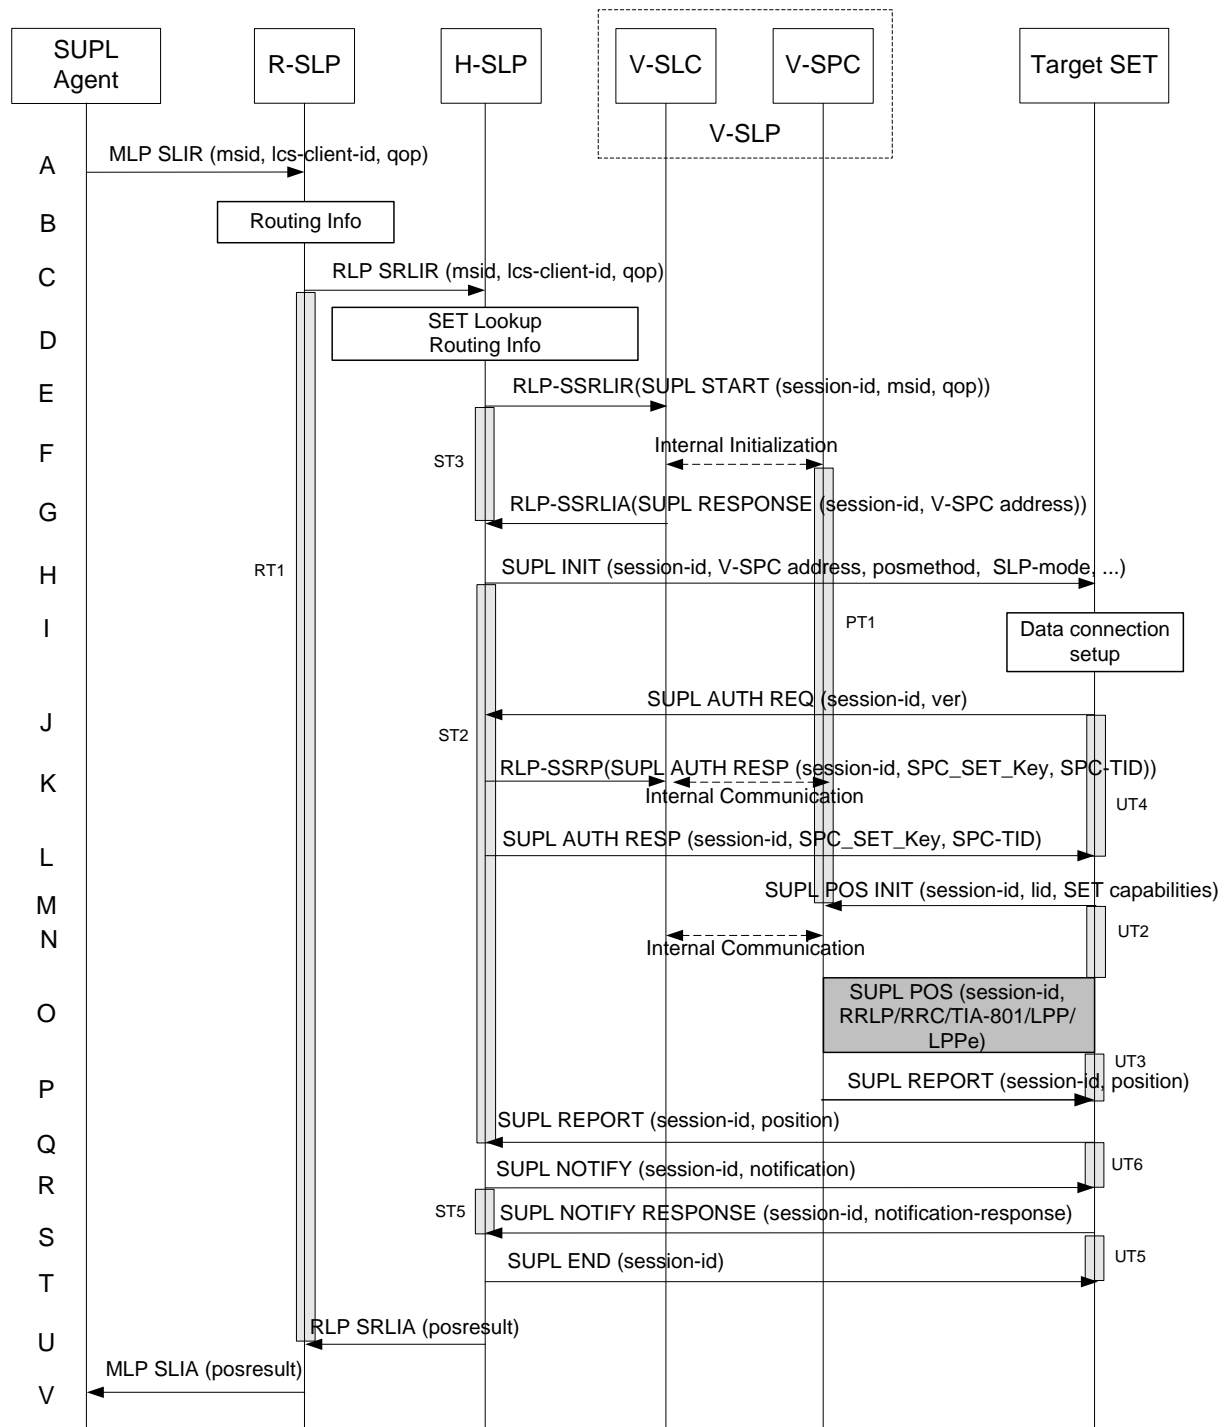 SUPL
Agent
R-SLP
H-SLP
V-SLC
V-SPC
Target SET
V-SLP
A
MLP SLIR (msid, lcs-client-id, qop)
B
Routing Info
C
RLP SRLIR (msid, lcs-client-id, qop)
D
SET Lookup
Routing Info
E
RLP-SSRLIR(SUPL START (session-id, msid, qop))
F
ST3
Internal Initialization
G
RLP-SSRLIA(SUPL RESPONSE (session-id, V-SPC address))
H
RT1
SUPL INIT (session-id, V-SPC address, posmethod, SLP-mode, ...)
I
PT1
Data connection
setup
J
SUPL AUTH REQ (session-id, ver)
ST2
K
RLP-SSRP(SUPL AUTH RESP (session-id, SPC_SET_Key, SPC-TID))
Internal Communication
UT4
L
SUPL AUTH RESP (session-id, SPC_SET_Key, SPC-TID)
M
SUPL POS INIT (session-id, lid, SET capabilities)
N
Internal Communication
UT2
O
SUPL POS (session-id,
RRLP/RRC/TIA-801/LPP/
LPPe)
UT3
P
SUPL REPORT (session-id, position)
Q
SUPL REPORT (session-id, position)
UT6
R
SUPL NOTIFY (session-id, notification)
ST5
S
SUPL NOTIFY RESPONSE (session-id, notification-response)
UT5
T
SUPL END (session-id)
U
RLP SRLIA (posresult)
V
MLP SLIA (posresult)